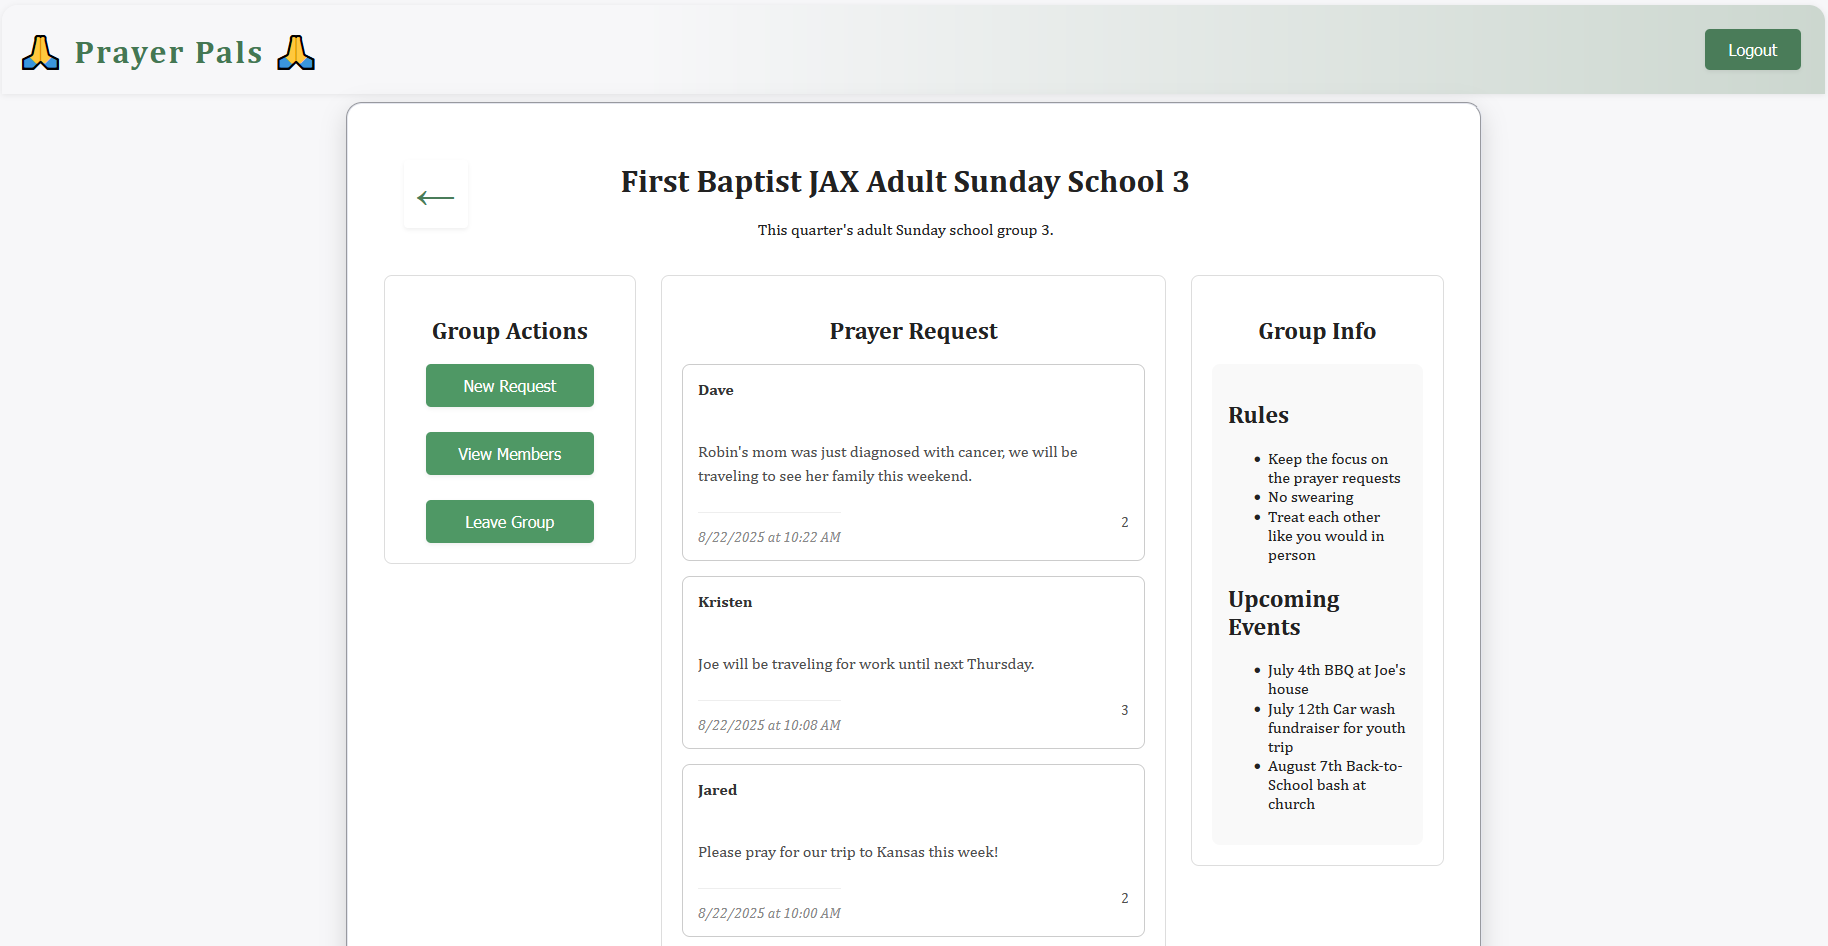 🙏 Prayer Pals 🙏
Logout
←
First Baptist JAX Adult Sunday School 3
This quarter's adult Sunday school group 3.
Group Actions
New Request
View Members
Leave Group
Prayer Request
Dave
Robin's mom was just diagnosed with cancer, we will be
traveling to see her family this weekend.
8/22/2025 at 10:22 AM
2
Kristen
Joe will be traveling for work until next Thursday.
8/22/2025 at 10:08 AM
3
Jared
Please pray for our trip to Kansas this week!
8/22/2025 at 10:00 AM
2
Group Info
Rules
• Keep the focus on
the prayer requests
• No swearing
• Treat each other
like you would in
person
Upcoming
Events
• July 4th BBQ at Joe's
house
• July 12th Car wash
fundraiser for youth
trip
• August 7th Back-to-
School bash at
church